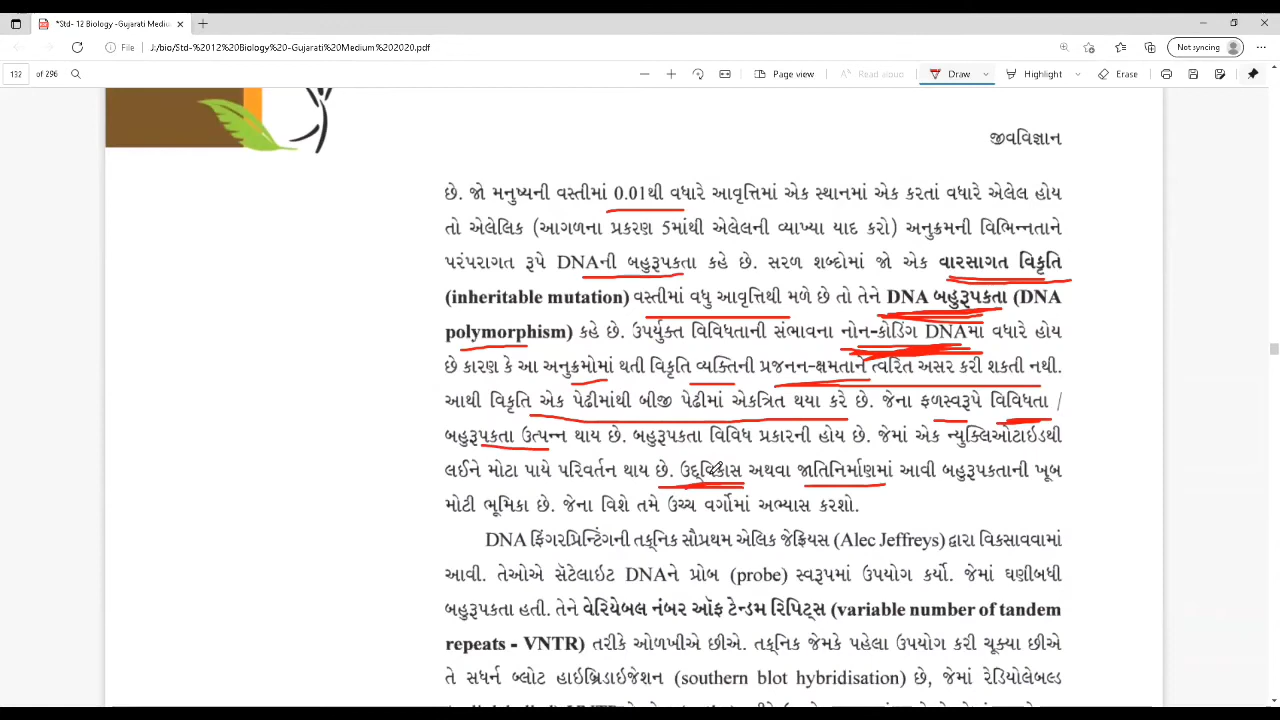 *Std- 12 Biology -Gujarati Medium
File J:/bio/Std-%2012%20Biology%20-Gujarati%20Medium%202020.pdf Not syncing
132 of 296 Page view Read aloud Draw Highlight Erase
જીવવિજ્ઞાન
છે. જો મનુષ્યની વસ્તીમાં 0.01થી વધારે આવૃત્તિમાં એક સ્થાનમાં એક કરતાં વધારે એલેલ હોય
તો એલેલિક (આગળના પ્રકરણ 5માંથી એલેલની વ્યાખ્યા યાદ કરો) અનુક્રમની વિભિન્નતાને
પરંપરાગત રૂપે DNAની બહુરૂપકતા કહે છે. સરળ શબ્દોમાં જો એક વારસાગત વિકૃતિ
(inheritable mutation) વસ્તીમાં વધુ આવૃત્તિથી મળે છે તો તેને DNA બહુરૂપકતા (DNA
polymorphism) કહે છે. ઉપર્યુક્ત વિવિધતાની સંભાવના નોન-કોડિંગ DNAમાં વધારે હોય
છે કારણ કે આ અનુક્રમોમાં થતી વિકૃતિ વ્યક્તિની પ્રજનન-ક્ષમતાને ત્વરિત અસર કરી શકતી નથી.
આથી વિકૃતિ એક પેઢીમાંથી બીજી પેઢીમાં એકત્રિત થયા કરે છે. જેના ફળસ્વરૂપે વિવિધતા /
બહુરૂપકતા ઉત્પન્ન થાય છે. બહુરૂપકતા વિવિધ પ્રકારની હોય છે. જેમાં એક ન્યુક્લિઓટાઇડથી
લઈને મોટા પાયે પરિવર્તન થાય છે. ઉદ્‌વિકાસ અથવા જાતિનિર્માણમાં આવી બહુરૂપકતાની ખૂબ
મોટી ભૂમિકા છે. જેના વિશે તમે ઉચ્ચ વર્ગોમાં અભ્યાસ કરશો.
DNA ફિંગરપ્રિન્ટિંગની તક્નિક સૌપ્રથમ એલિક જેફ્રિયસ (Alec Jeffreys) દ્વારા વિકસાવવામાં
આવી. તેઓએ સૅટેલાઇટ DNAને પ્રોબ (probe) સ્વરૂપમાં ઉપયોગ કર્યો. જેમાં ઘણીબધી
બહુરૂપકતા હતી. તેને વેરિયેબલ નંબર ઑફ ટેન્ડમ રિપિટ્સ (variable number of tandem
repeats - VNTR) તરીકે ઓળખીએ છીએ. તક્નિક જેમકે પહેલા ઉપયોગ કરી ચૂક્યા છીએ
તે સધર્ન બ્લોટ હાઇબ્રિડાઇજેશન (southern blot hybridisation) છે, જેમાં રેડિયોલેબલ્ડ